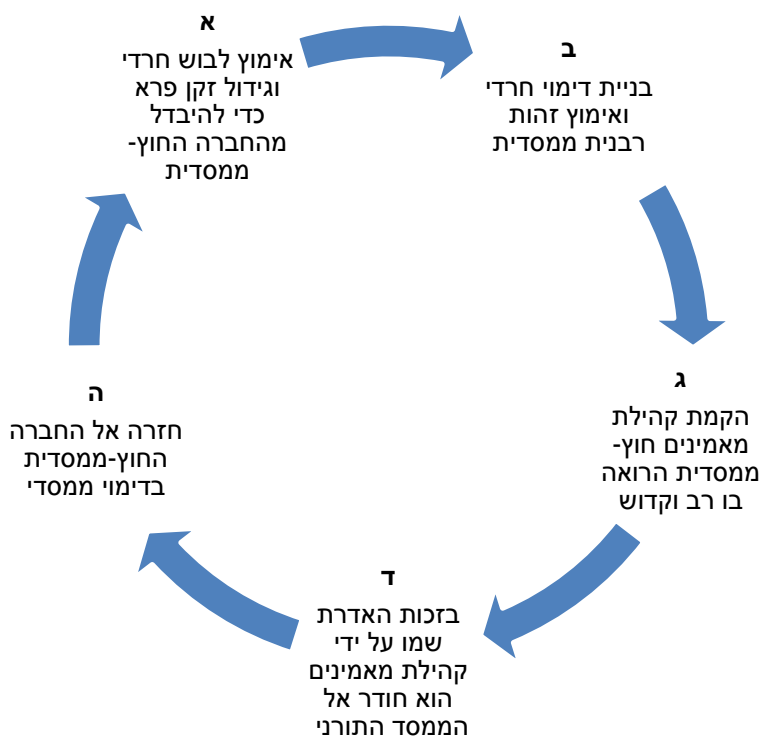 א
אימוץ לבוש חרדי
וגידול זקן פרא
כדי להיבדל
מהחברה החוץ-
ממסדית
ב
בניית דימוי חרדי
ואימוץ זהות
רבנית ממסדית
ג
הקמת קהילת
מאמינים חוץ-
ממסדית הרואה
בו רב וקדוש
ד
בזכות האדרת
שמו על ידי
קהילת מאמינים
הוא חודר אל
הממסד התורני
ה
חזרה אל החברה
החוץ-ממסדית
בדימוי ממסדי